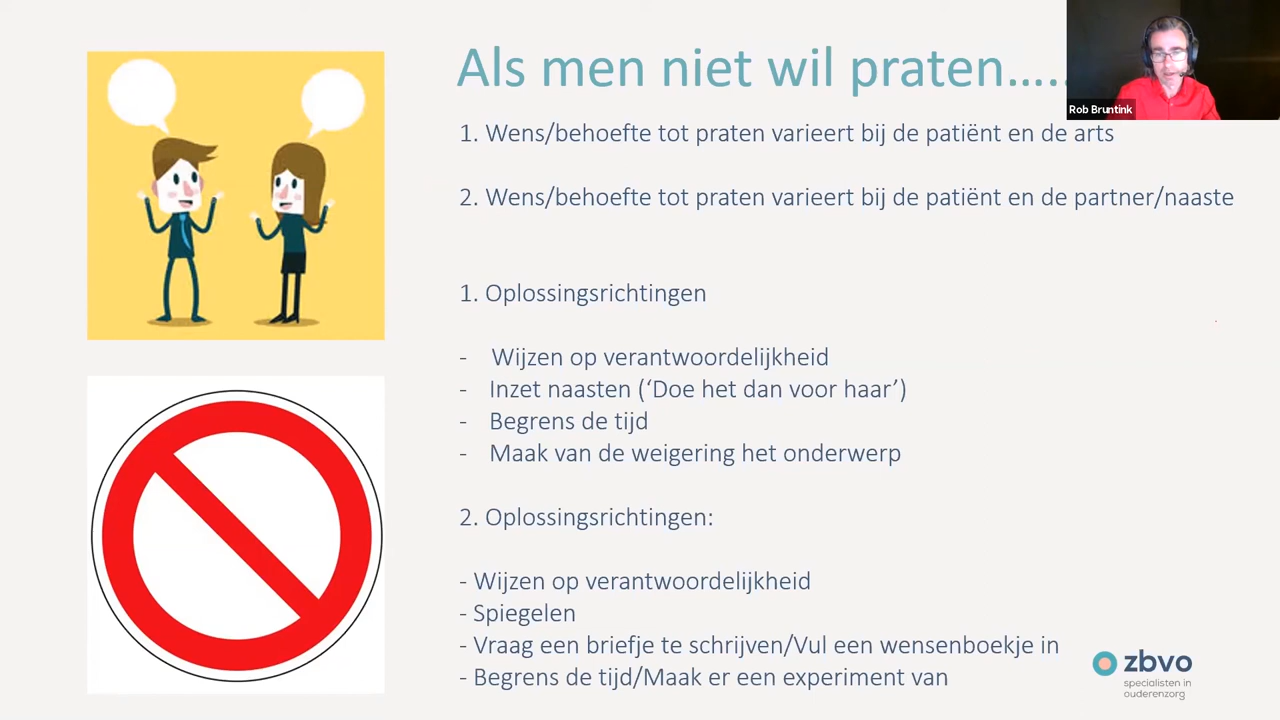 Als men niet wil praten.....
Rob Bruntink
1. Wens/behoefte tot praten varieert bij de patiënt en de arts
2. Wens/behoefte tot praten varieert bij de patiënt en de partner/naaste
1. Oplossingsrichtingen
- Wijzen op verantwoordelijkheid
- Inzet naasten (‘Doe het dan voor haar’)
- Begrens de tijd
- Maak van de weigering het onderwerp
2. Oplossingsrichtingen:
- Wijzen op verantwoordelijkheid
- Spiegelen
- Vraag een briefje te schrijven/Vul een wensenboekje in
- Begrens de tijd/Maak er een experiment van
zbvo
specialisten in
ouderenzorg